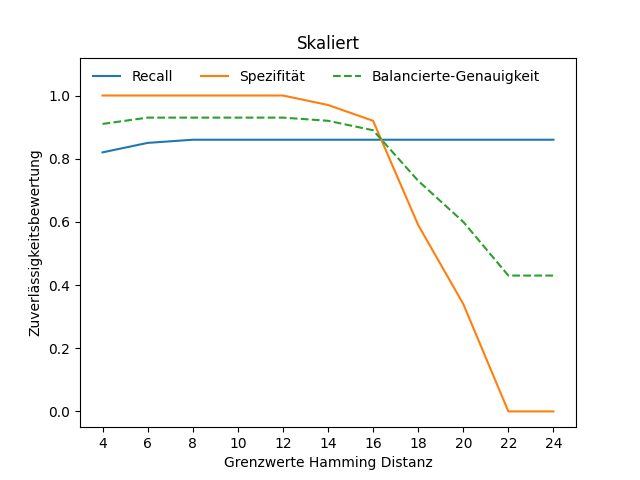 Skaliert
Recall Spezifität Balancierte-Genauigkeit
1.0
0.8
0.6
0.4
0.2
0.0
Zuverlässigkeitsbewertung
4 6 8 10 12 14 16 18 20 22 24
Grenzwerte Hamming Distanz